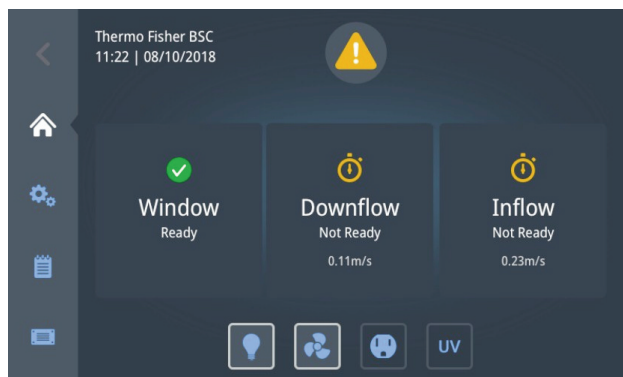 Thermo Fisher BSC
11:22 | 08/10/2018
Window
Ready
Downflow
Not Ready
0.11m/s
Inflow
Not Ready
0.23m/s
UV